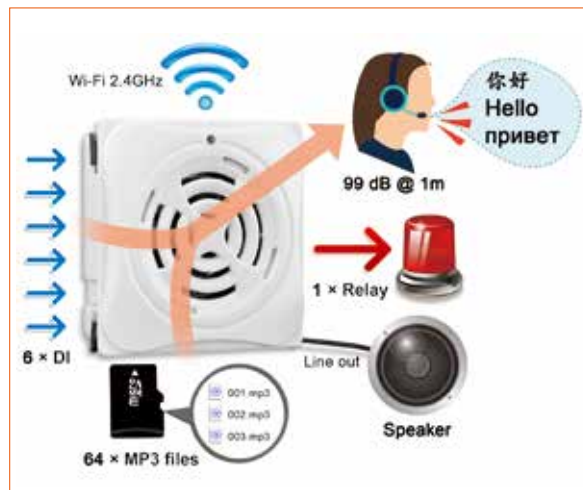 Wi-Fi 2.4GHz
你好
Hello
привет
99 dB @ 1m
1 × Relay
6 × DI
Line out
001.mp3
002.mp3
003.mp3
Speaker
64 × MP3 files